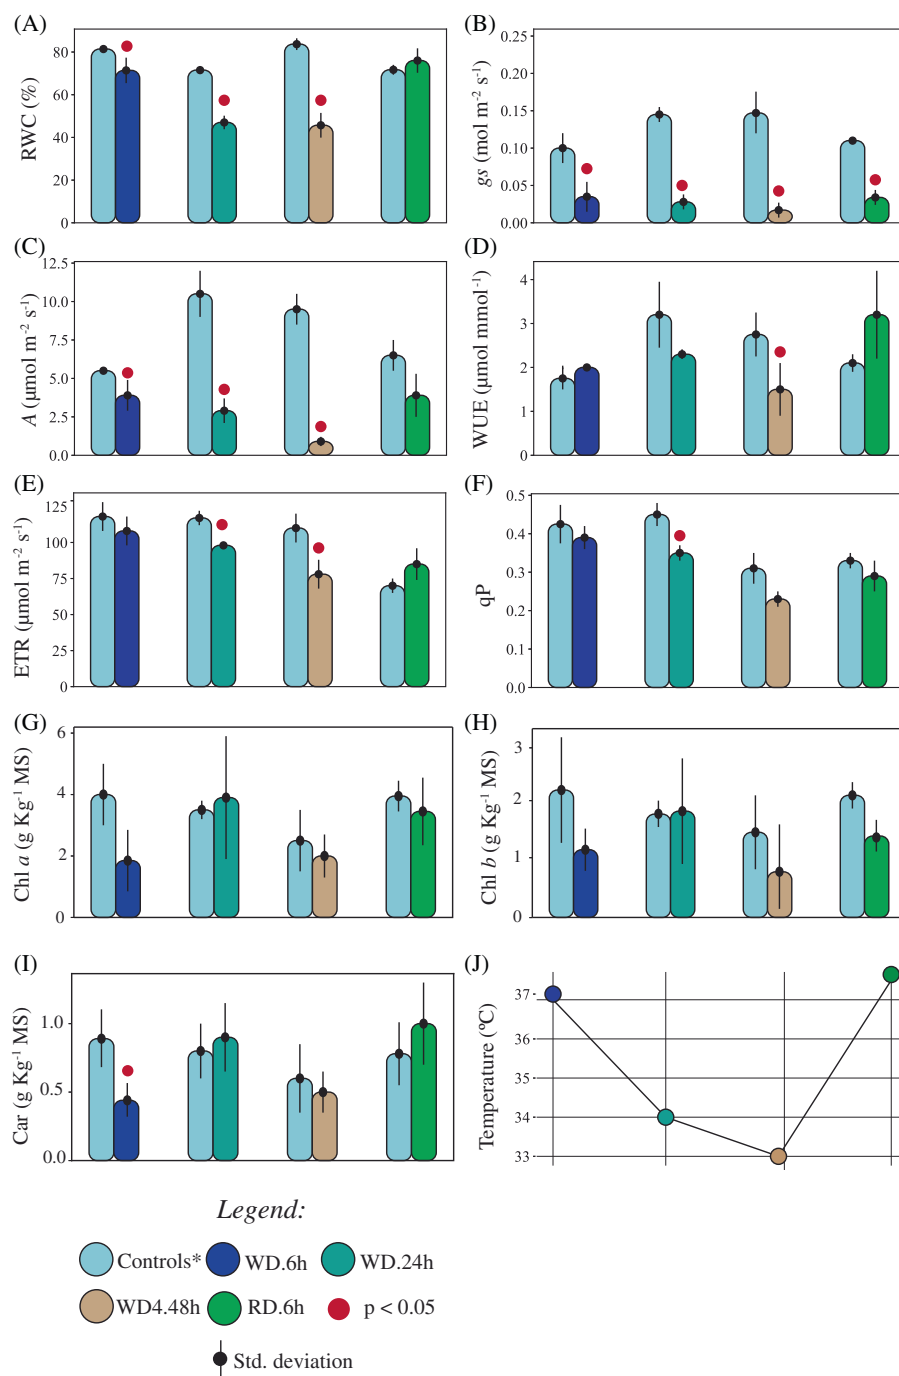 (A)
80
60
40
20
0
RWC (%)
(B)
0.25
0.20
0.15
0.10
0.05
0.00
gs (mol m⁻² s⁻¹)
(C)
12.5
10.0
7.5
5.0
2.5
0.0
A (µmol m⁻² s⁻¹)
(D)
4
3
2
1
0
WUE (µmol mmol⁻¹)
(E)
125
100
75
50
25
0
ETR (µmol m⁻² s⁻¹)
(F)
0.5
0.4
0.3
0.2
0.1
0.0
qP
(G)
6
4
2
0
Chl a (g Kg⁻¹ MS)
(H)
3
2
1
0
Chl b (g Kg⁻¹ MS)
(I)
1.0
0.5
0.0
Car (g Kg⁻¹ MS)
(J)
37
36
35
34
33
Temperature (ºC)
Legend:
Controls* WD.6h WD.24h
WD4.48h RD.6h p < 0.05
Std. deviation